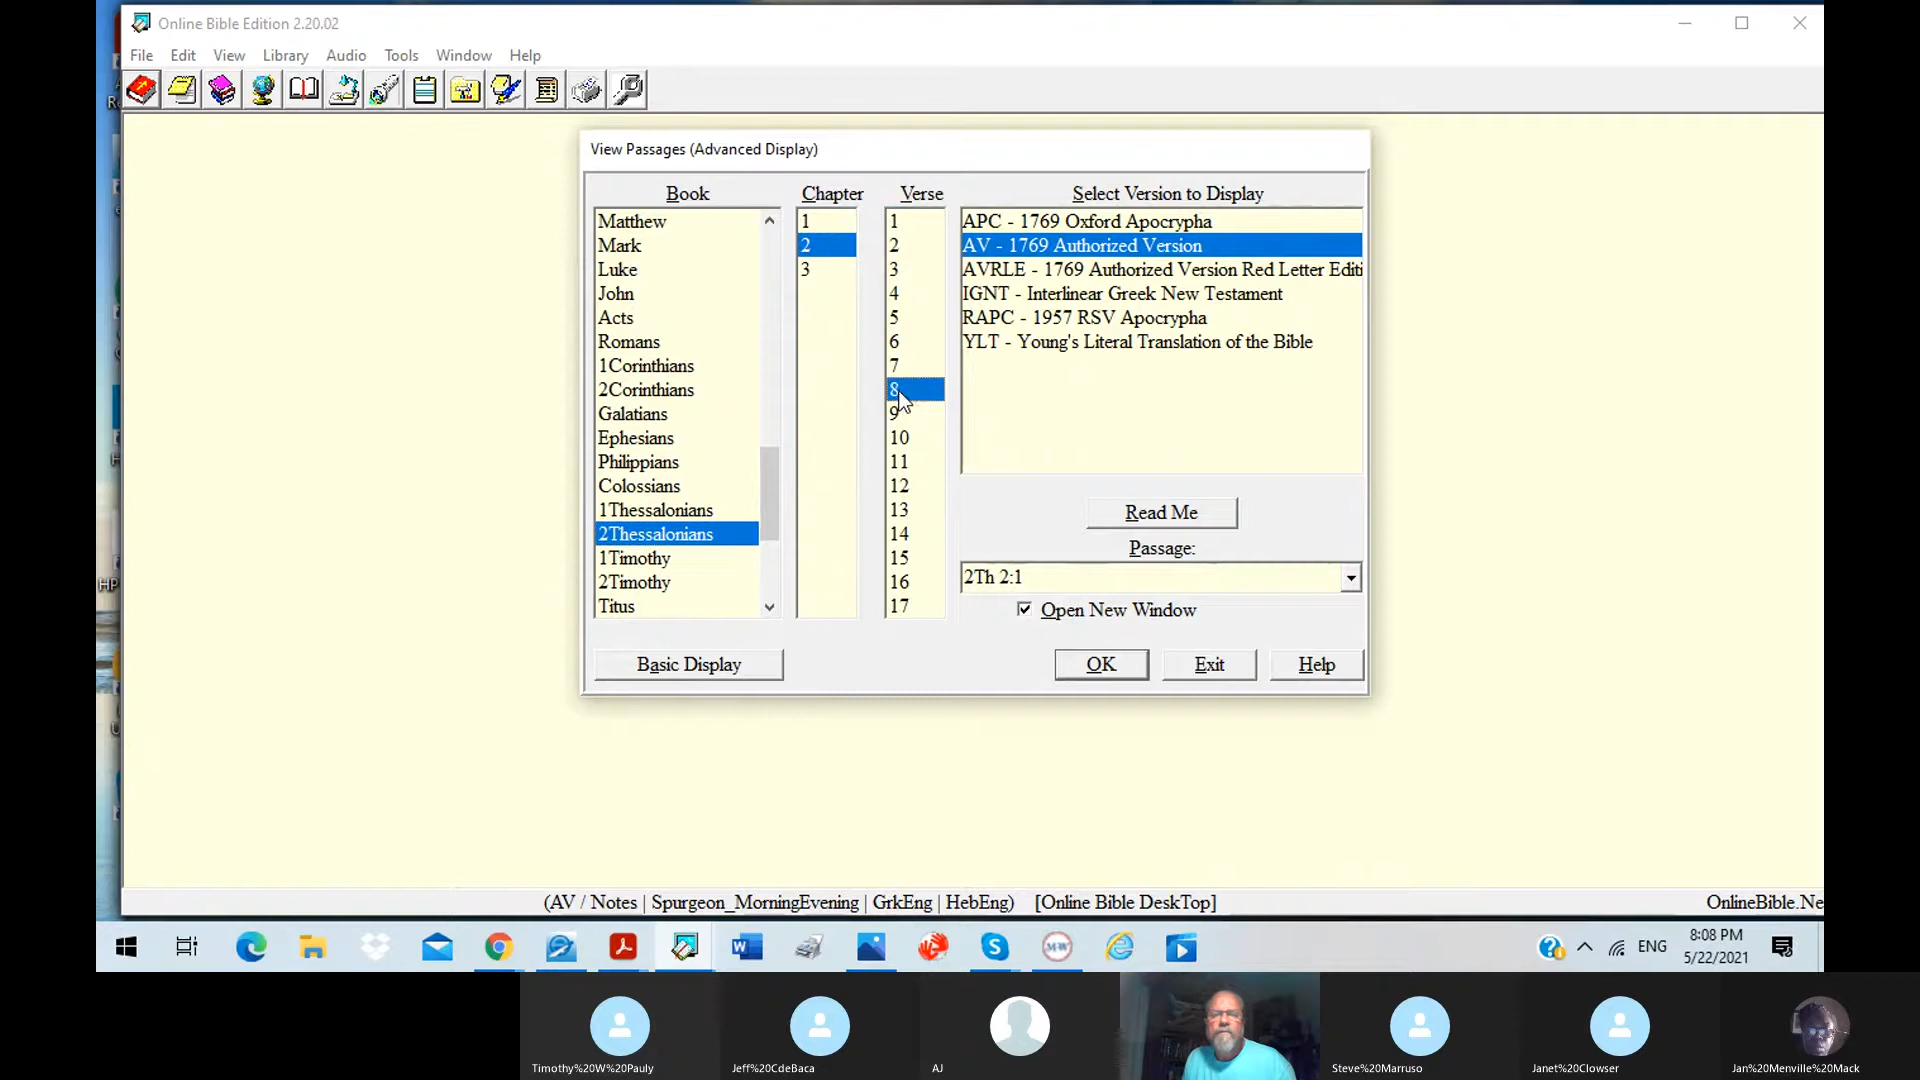 Online Bible Edition 2.20.02
File Edit View Library Audio Tools Window Help
View Passages (Advanced Display)
Book Chapter Verse Select Version to Display
Matthew
Mark
Luke
John
Acts
Romans
1Corinthians
2Corinthians
Galatians
Ephesians
Philippians
Colossians
1Thessalonians
2Thessalonians
1Timothy
2Timothy
Titus
1
2
3
1
2
3
4
5
6
7
8
9
10
11
12
13
14
15
16
17
APC - 1769 Oxford Apocrypha
AV - 1769 Authorized Version
AVRLE - 1769 Authorized Version Red Letter Editi
IGNT - Interlinear Greek New Testament
RAPC - 1957 RSV Apocrypha
YLT - Young's Literal Translation of the Bible
Read Me
Passage:
2Th 2:1
Open New Window
Basic Display OK Exit Help
(AV / Notes | Spurgeon_MorningEvening | GrkEng | HebEng) [Online Bible DeskTop] OnlineBible.Ne
HP
M-W
ENG
8:08 PM
5/22/2021
Timothy%20W%20Pauly Jeff%20CdeBaca AJ Steve%20Marruso Janet%20Clowser Jan%20Menville%20Mack